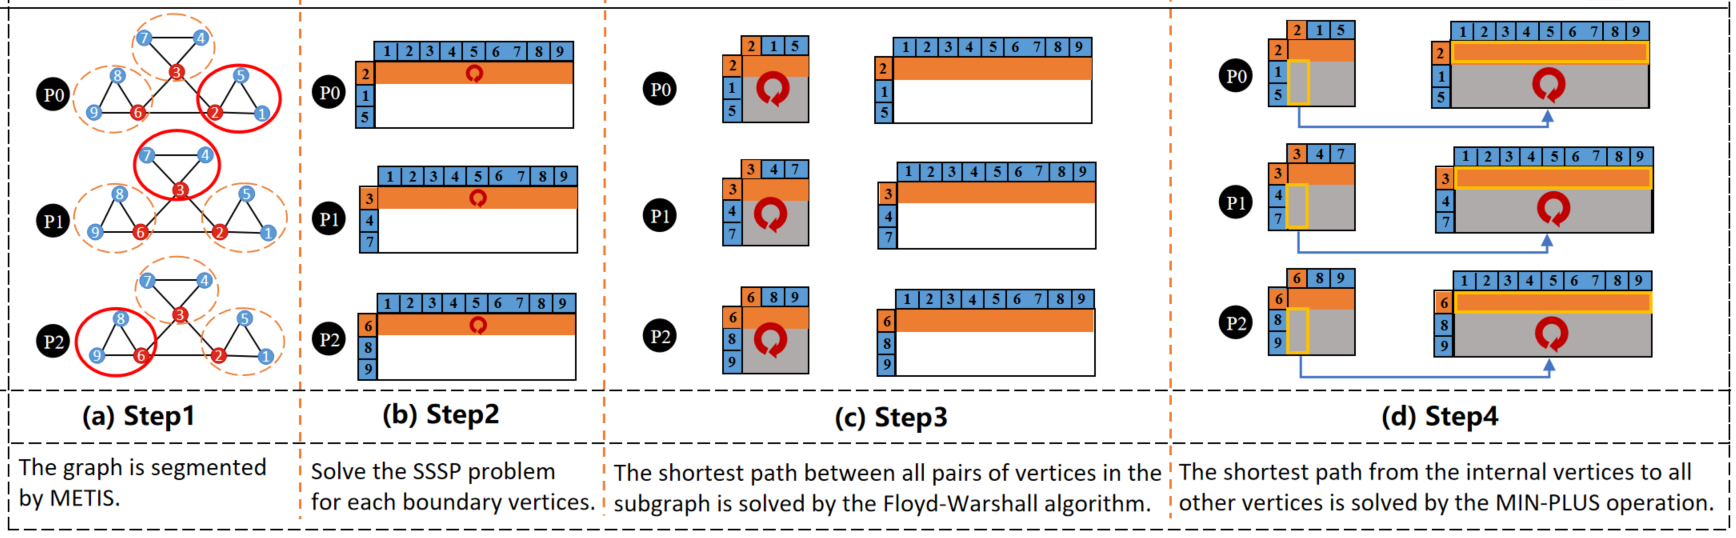 7 4
3
8 5
P0
9 6 2 1
7 4
3
8 5
P1
9 6 2 1
7 4
3
8 5
P2
9 6 2 1
(a) Step1
The graph is segmented
by METIS.
1 2 3 4 5 6 7 8 9
2
P0
1
5
1 2 3 4 5 6 7 8 9
3
P1
4
7
1 2 3 4 5 6 7 8 9
6
P2
8
9
(b) Step2
Solve the SSSP problem
for each boundary vertices.
2 1 5
2
P0
1
5
1 2 3 4 5 6 7 8 9
2
1
5
3 4 7
3
P1
4
7
1 2 3 4 5 6 7 8 9
3
4
7
6 8 9
6
P2
8
9
1 2 3 4 5 6 7 8 9
6
8
9
(c) Step3
The shortest path between all pairs of vertices in the
subgraph is solved by the Floyd-Warshall algorithm.
2 1 5
2
P0
1
5
1 2 3 4 5 6 7 8 9
2
1
5
3 4 7
3
P1
4
7
1 2 3 4 5 6 7 8 9
3
4
7
6 8 9
6
P2
8
9
1 2 3 4 5 6 7 8 9
6
8
9
(d) Step4
The shortest path from the internal vertices to all
other vertices is solved by the MIN-PLUS operation.